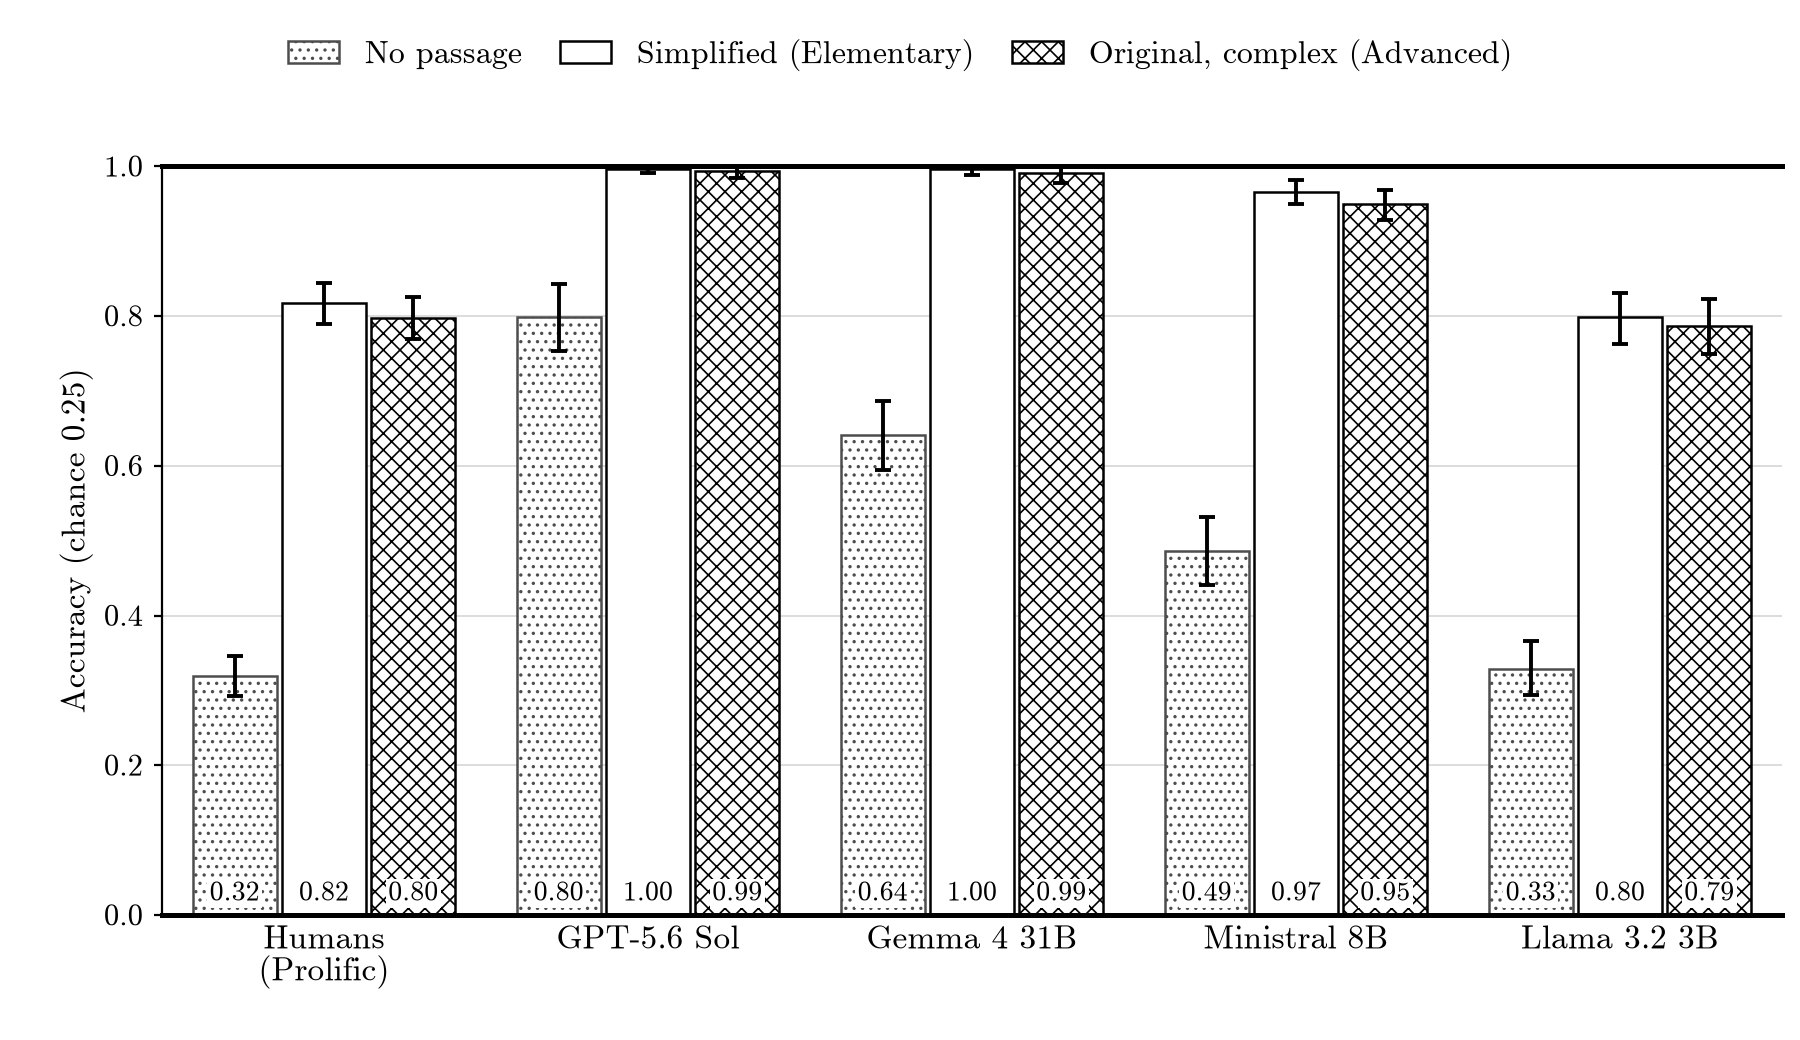 No passage Simplified (Elementary) Original, complex (Advanced)
Accuracy (chance 0.25)
1.0
0.8
0.6
0.4
0.2
0.0
0.32 0.82 0.80 0.80 1.00 0.99 0.64 1.00 0.99 0.49 0.97 0.95 0.33 0.80 0.79
Humans GPT-5.6 Sol Gemma 4 31B Ministral 8B Llama 3.2 3B
(Prolific)